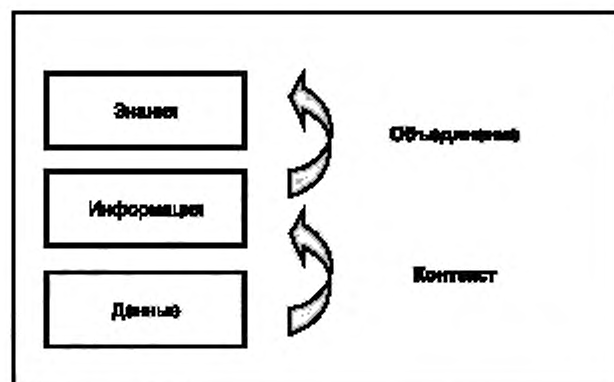 Знания
Объединение
Информация
Контекст
Данные